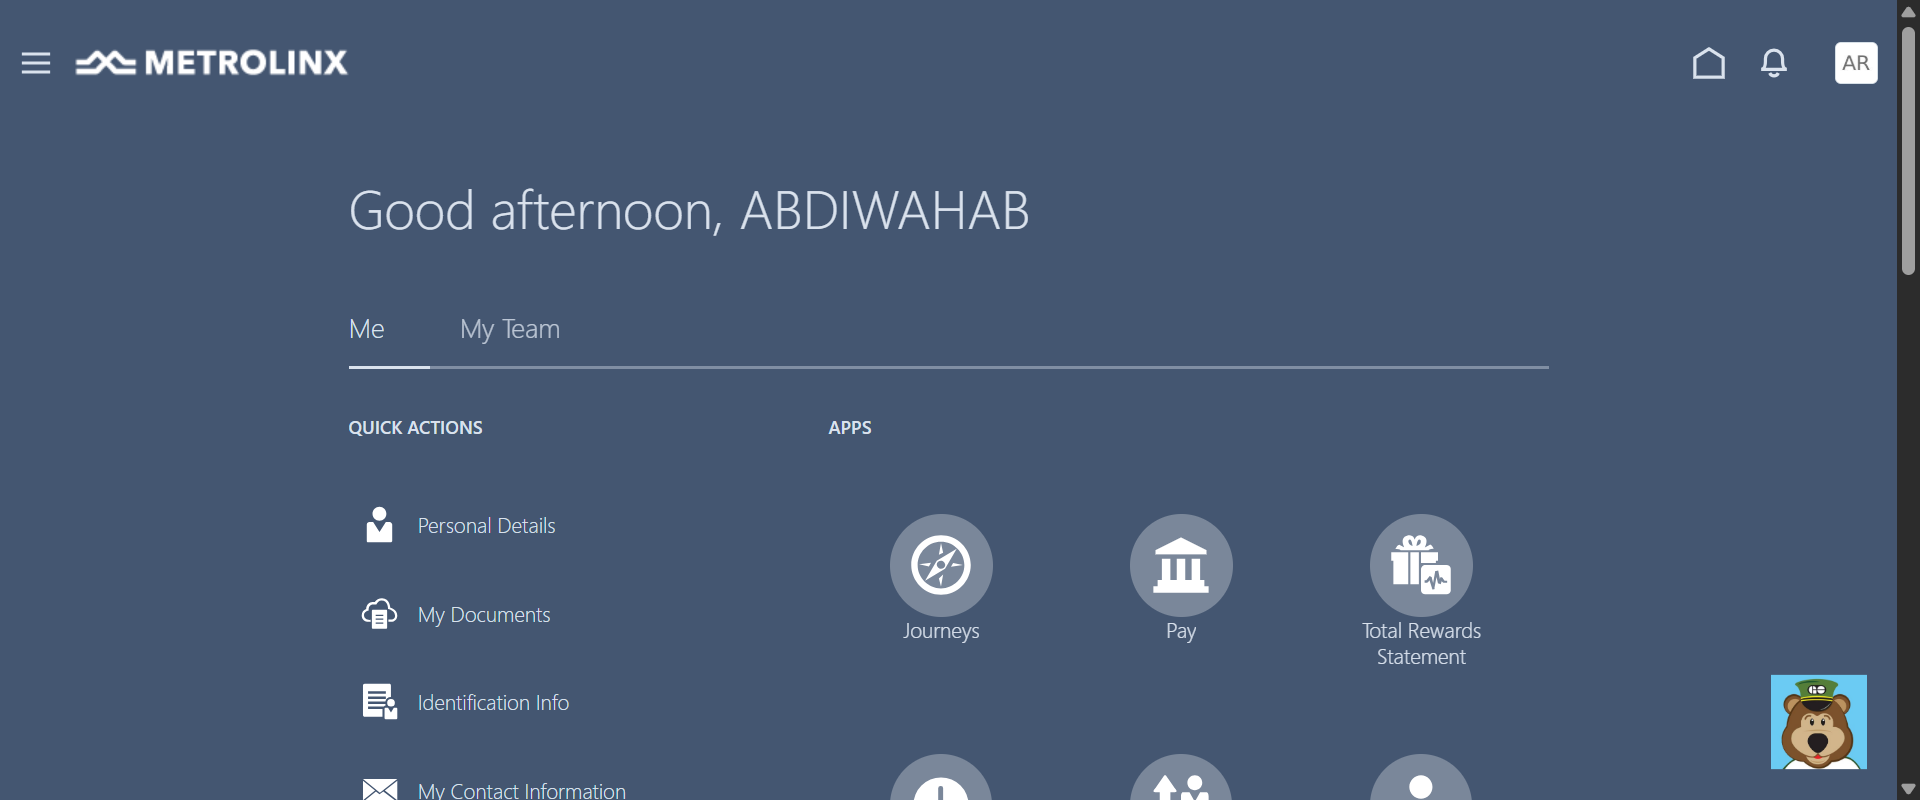 METROLINX
AR
Good afternoon, ABDIWAHAB
Me
My Team
QUICK ACTIONS
Personal Details
My Documents
Identification Info
My Contact Information
APPS
Journeys
Pay
Total Rewards
Statement
GO